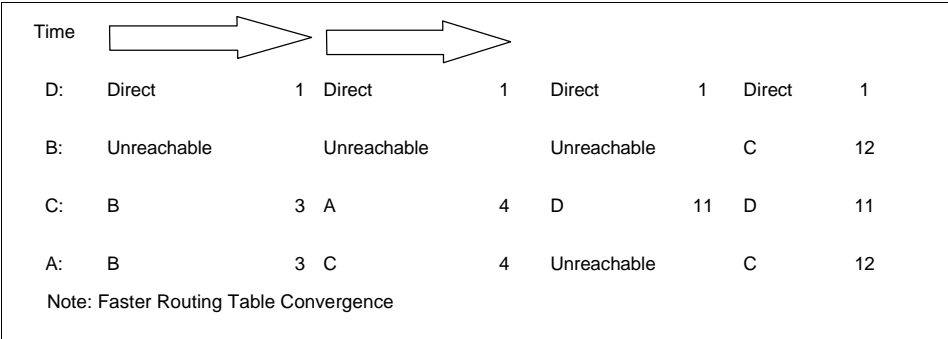 Time
D: Direct 1 Direct 1 Direct 1 Direct 1
B: Unreachable Unreachable Unreachable C 12
C: B 3 A 4 D 11 D 11
A: B 3 C 4 Unreachable C 12
Note: Faster Routing Table Convergence